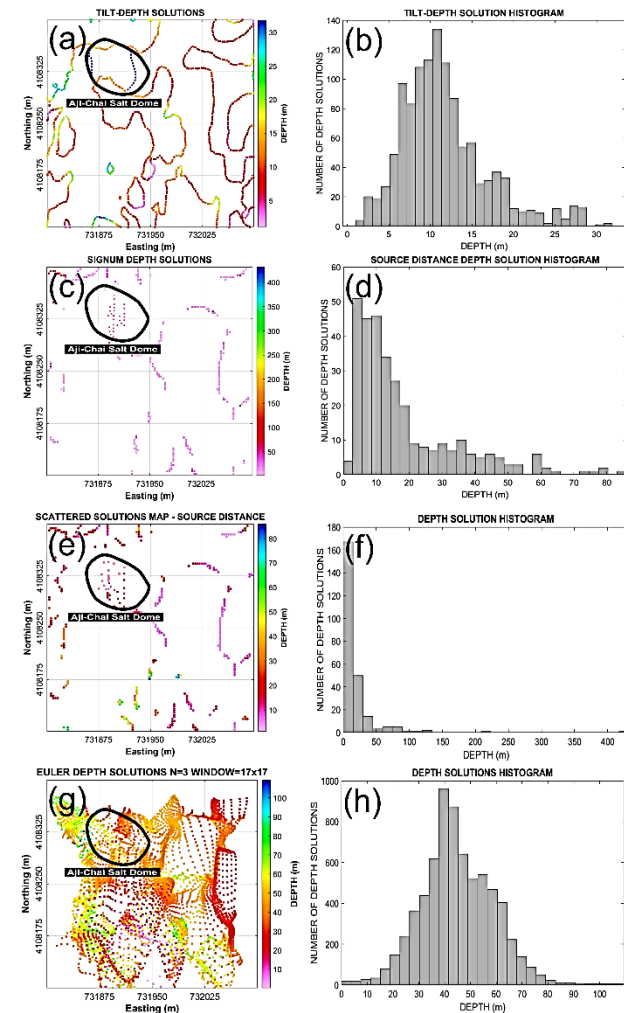 TILT-DEPTH SOLUTIONS
(a)
Aji-Chai Salt Dome
4108325
4108250
4108175
Northing (m)
731875 731950 732025
Easting (m)
30
25
20
15
10
5
DEPTH (m)
TILT-DEPTH SOLUTION HISTOGRAM
(b)
NUMBER OF DEPTH SOLUTIONS
140
120
100
80
60
40
20
0
0 5 10 15 20 25 30
DEPTH (m)
SIGNUM DEPTH SOLUTIONS
(c)
Aji-Chai Salt Dome
4108325
4108250
4108175
Northing (m)
731875 731950 732025
Easting (m)
400
350
300
250
200
150
100
50
DEPTH (m)
SOURCE DISTANCE DEPTH SOLUTION HISTOGRAM
(d)
NUMBER OF DEPTH SOLUTIONS
60
50
40
30
20
10
0
0 10 20 30 40 50 60 70 80
DEPTH (m)
SCATTERED SOLUTIONS MAP - SOURCE DISTANCE
(e)
Aji-Chai Salt Dome
4108325
4108250
4108175
Northing (m)
731875 731950 732025
Easting (m)
80
70
60
50
40
30
20
10
DEPTH (m)
DEPTH SOLUTION HISTOGRAM
(f)
NUMBER OF DEPTH SOLUTIONS
180
160
140
120
100
80
60
40
20
0
0 50 100 150 200 250 300 350 400
DEPTH (m)
EULER DEPTH SOLUTIONS N=3 WINDOW=17x17
(g)
Aji-Chai Salt Dome
4108325
4108250
4108175
Northing (m)
731875 731950 732025
Easting (m)
100
90
80
70
60
50
40
30
20
10
DEPTH (m)
DEPTH SOLUTIONS HISTOGRAM
(h)
NUMBER OF DEPTH SOLUTIONS
1000
800
600
400
200
0
0 20 40 60 80 100
DEPTH (m)